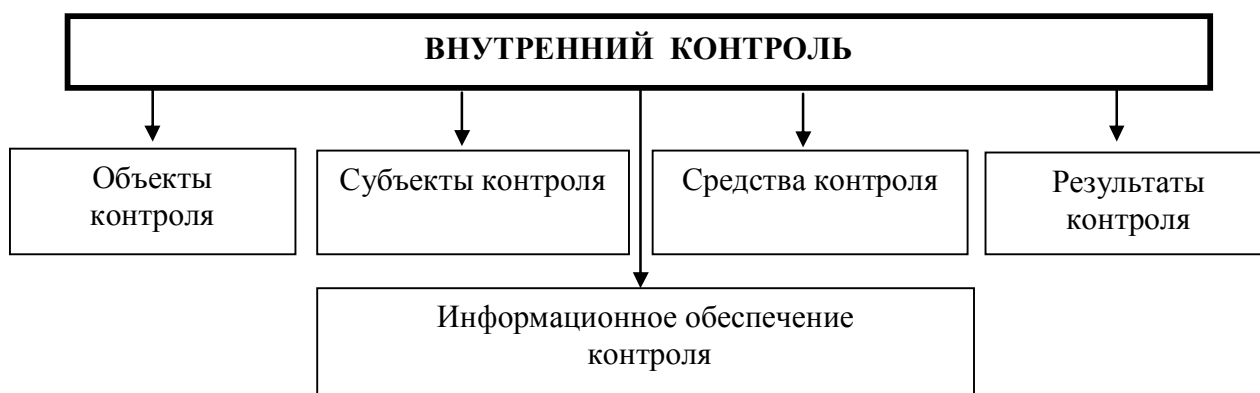 ВНУТРЕННИЙ КОНТРОЛЬ
Объекты
контроля
Субъекты контроля
Средства контроля
Результаты
контроля
Информационное обеспечение
контроля